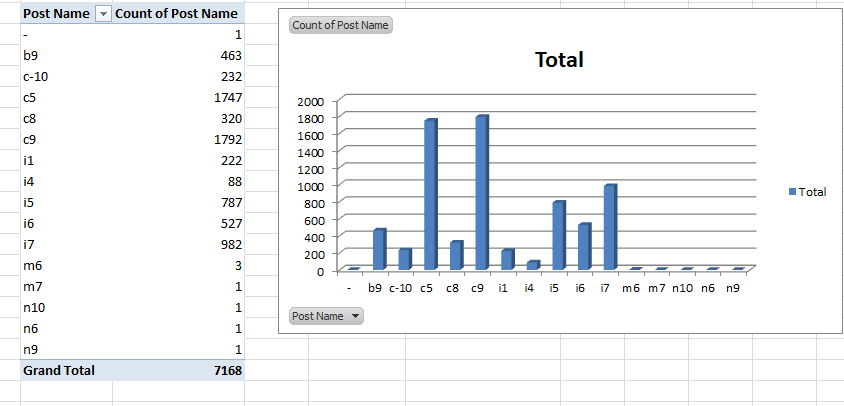 Post Name Count of Post Name
- 1
b9 463
c-10 232
c5 1747
c8 320
c9 1792
i1 222
i4 88
i5 787
i6 527
i7 982
m6 3
m7 1
n10 1
n6 1
n9 1
Grand Total 7168
Count of Post Name
Total
2000
1800
1600
1400
1200
1000
800
600
400
200
0
- b9 c-10 c5 c8 c9 i1 i4 i5 i6 i7 m6 m7 n10 n6 n9
Total
Post Name